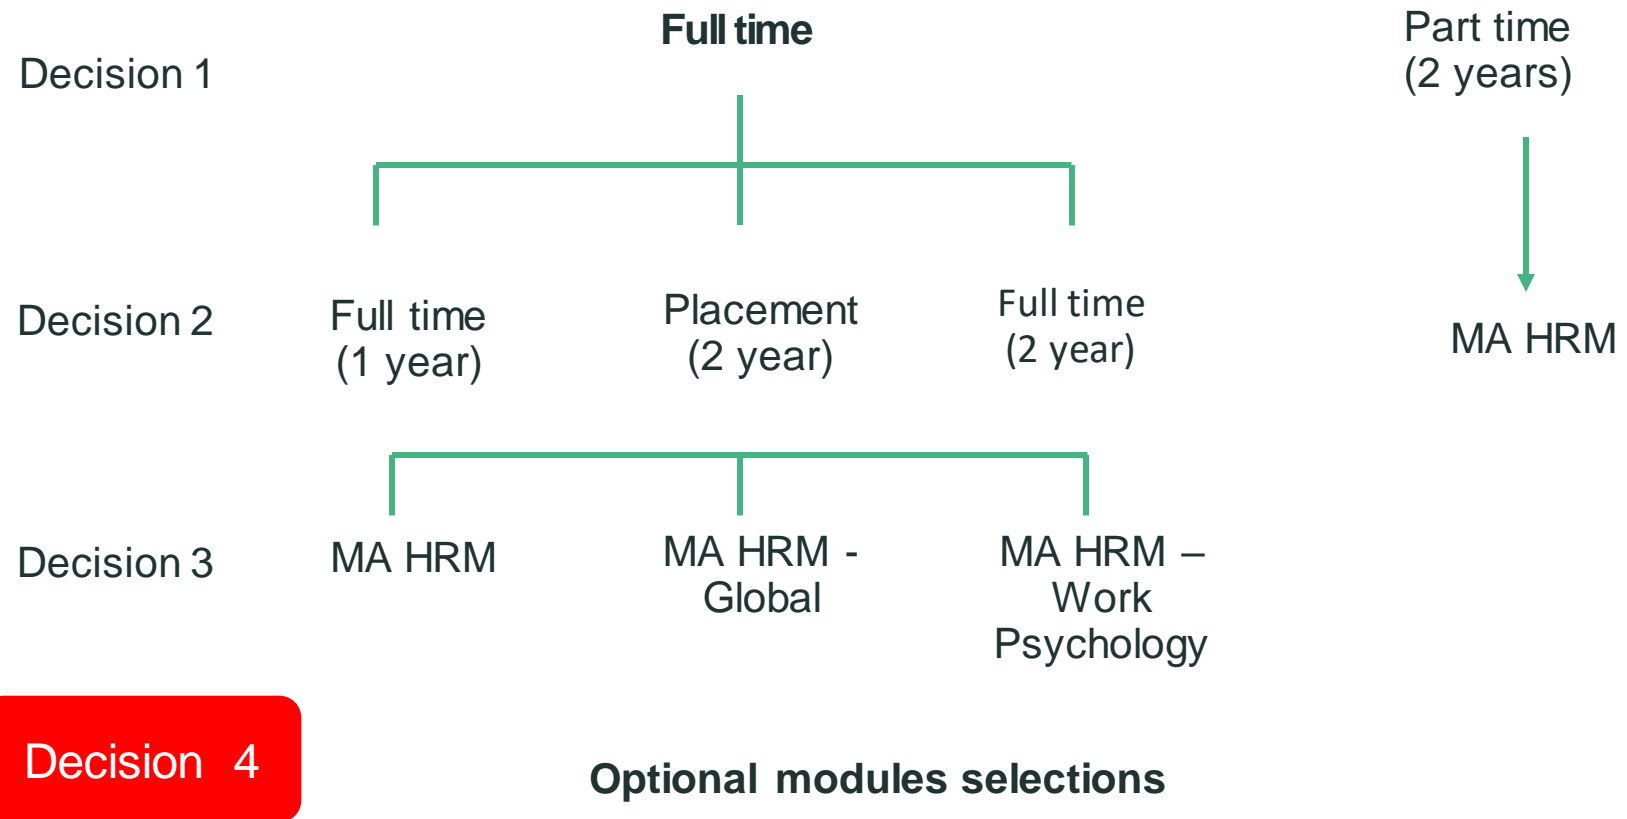 Full time
Part time
(2 years)
Decision 1
Decision 2
Full time
(1 year)
Placement
(2 year)
Full time
(2 year)
MA HRM
Decision 3
MA HRM
MA HRM -
Global
MA HRM –
Work
Psychology
Decision 4
Optional modules selections